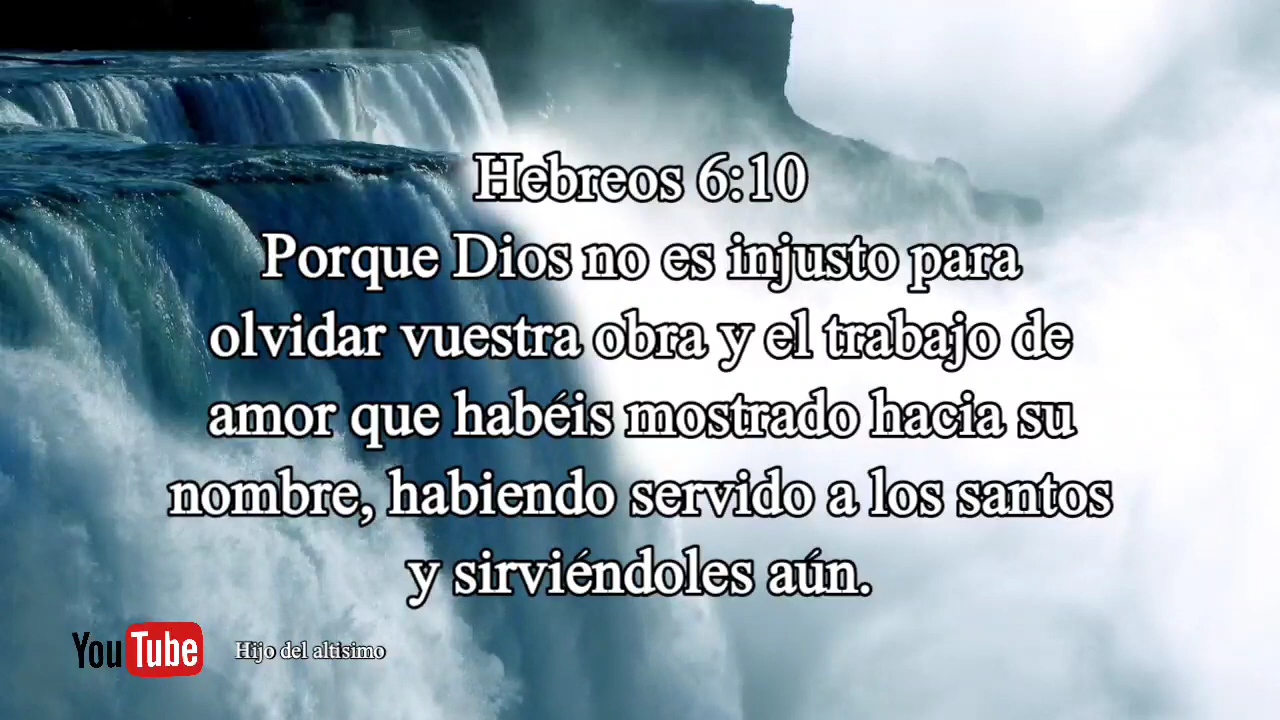 Hebreos 6:10
Porque Dios no es injusto para
olvidar vuestra obra y el trabajo de
amor que habéis mostrado hacia su
nombre, habiendo servido a los santos
y sirviéndoles aún.
YouTube Hijo del altisimo